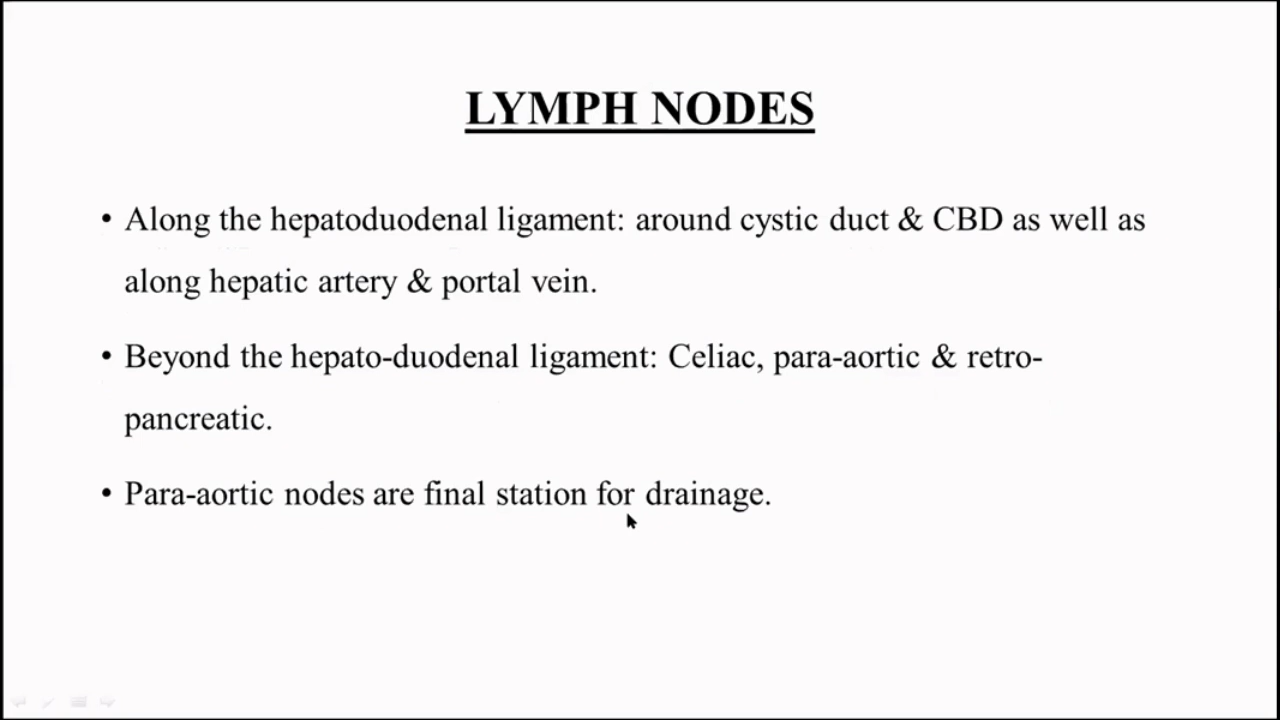 LYMPH NODES
• Along the hepatoduodenal ligament: around cystic duct & CBD as well as
along hepatic artery & portal vein.
• Beyond the hepato-duodenal ligament: Celiac, para-aortic & retro-
pancreatic.
• Para-aortic nodes are final station for drainage.